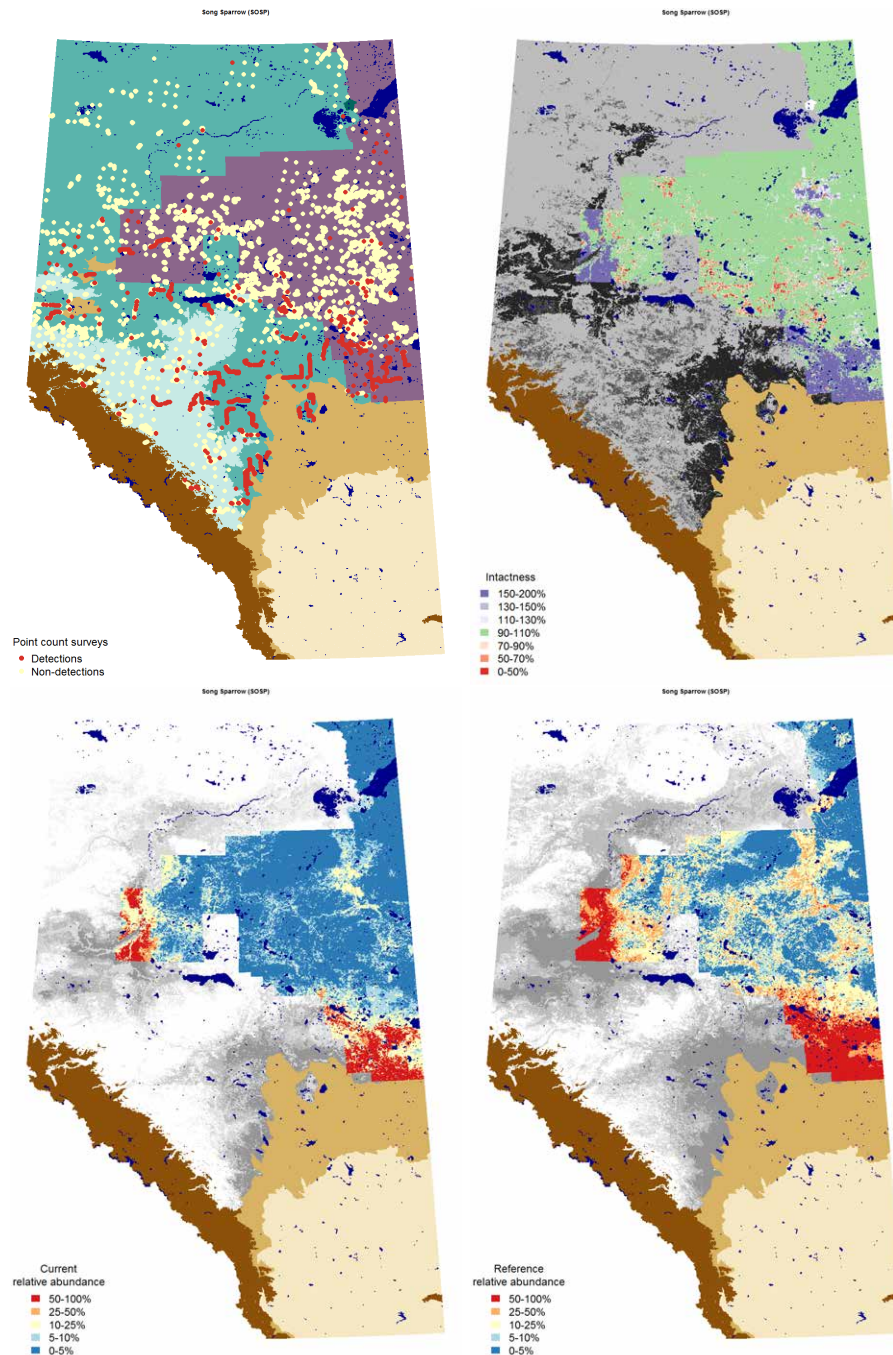 Song Sparrow (SOSP)
Point count surveys
Detections
Non-detections
Song Sparrow (SOSP)
Intactness
150-200%
130-150%
110-130%
90-110%
70-90%
50-70%
0-50%
Song Sparrow (SOSP)
Current
relative abundance
50-100%
25-50%
10-25%
5-10%
0-5%
Song Sparrow (SOSP)
Reference
relative abundance
50-100%
25-50%
10-25%
5-10%
0-5%